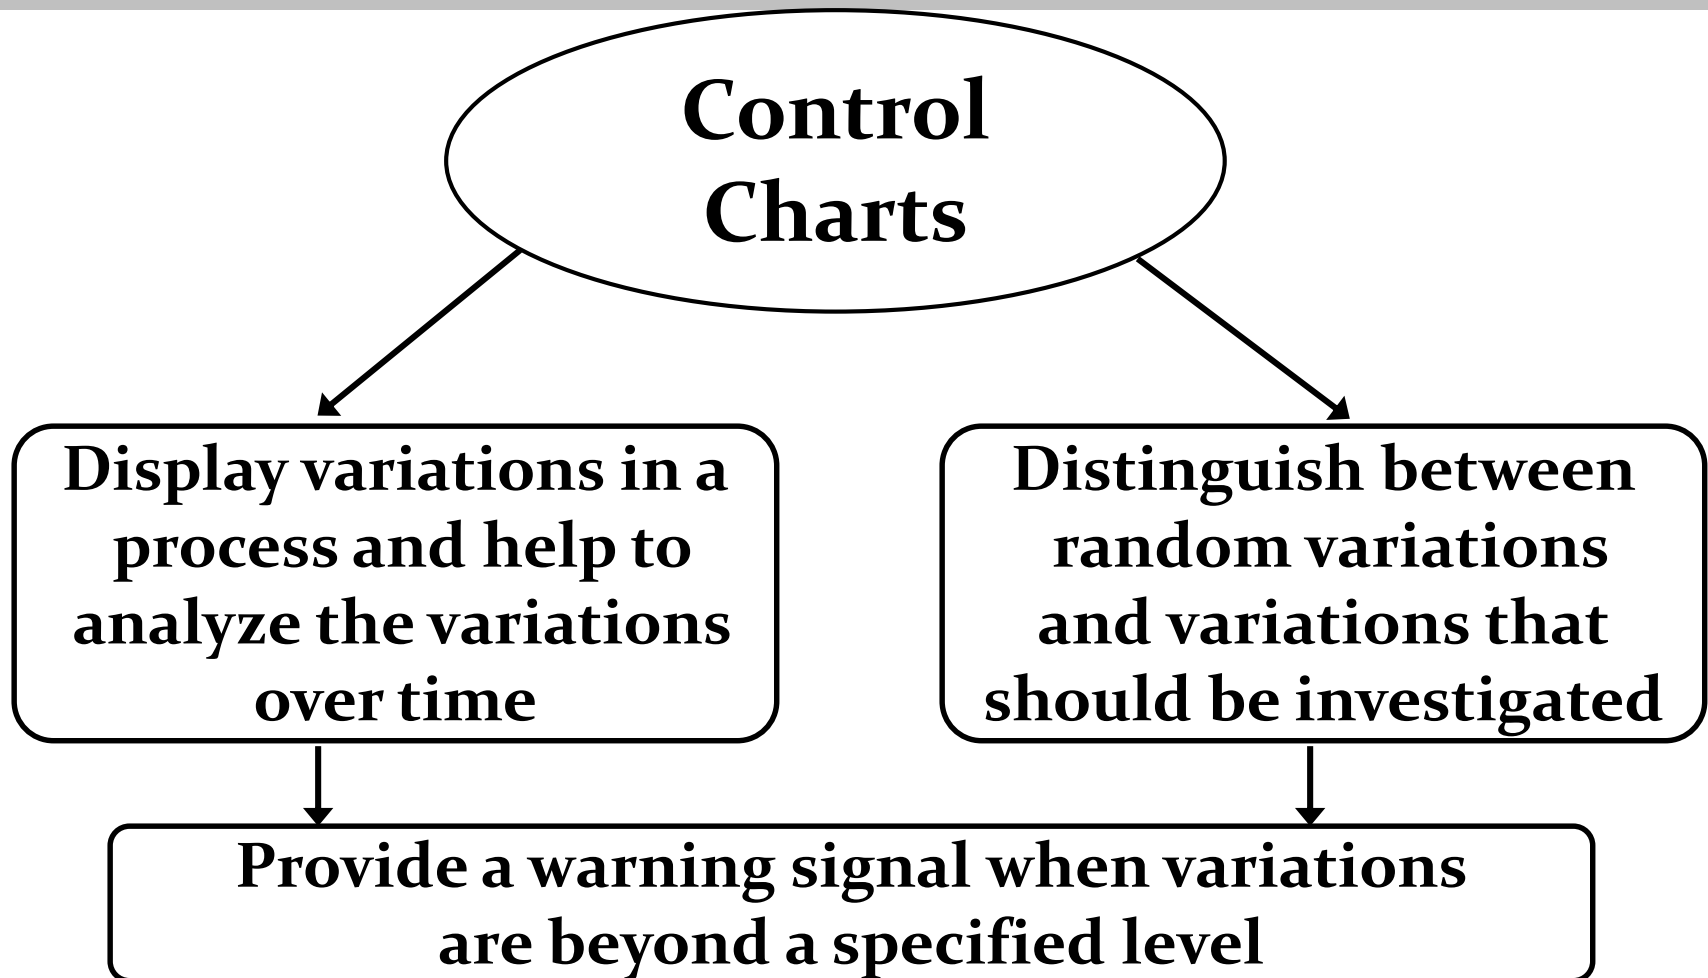 Control
Charts
Display variations in a
process and help to
analyze the variations
over time
Distinguish between
random variations
and variations that
should be investigated
Provide a warning signal when variations
are beyond a specified level